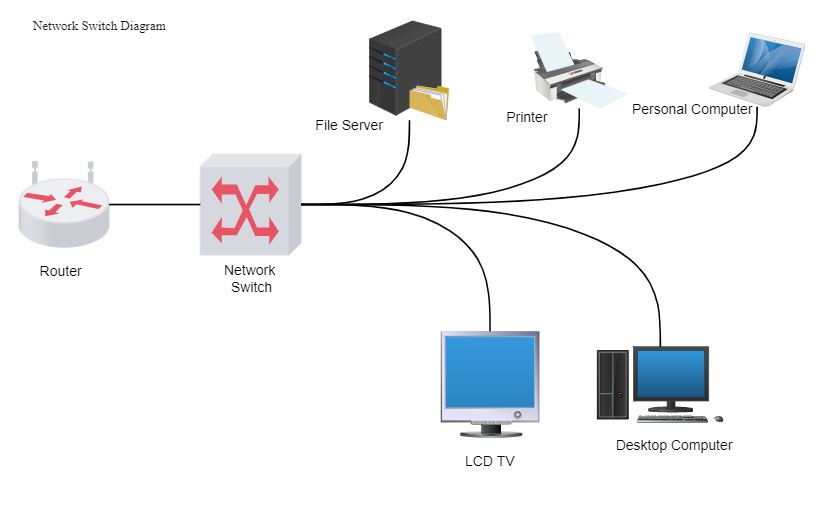 Network Switch Diagram
File Server
Printer
Personal Computer
Router
Network
Switch
LCD TV
Desktop Computer